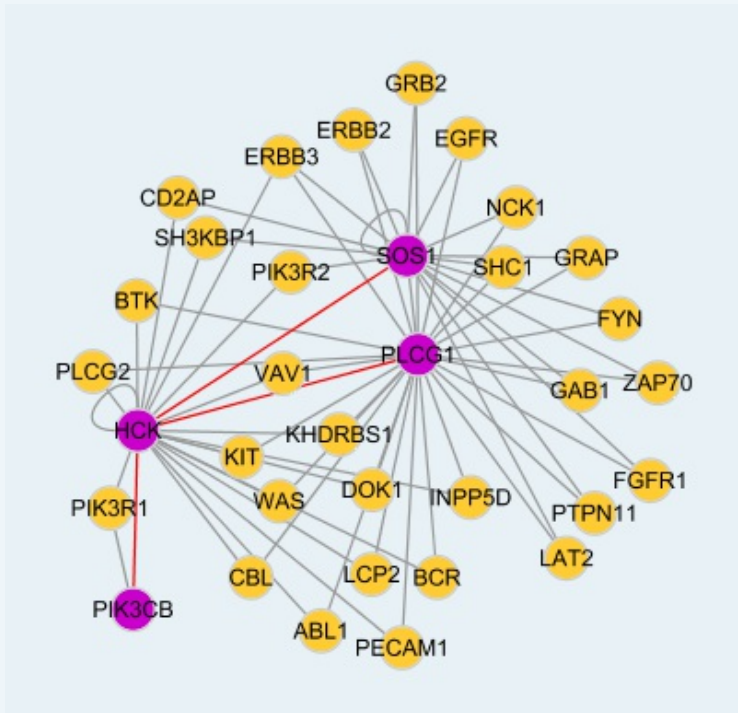 GRB2
ERBB2
EGFR
ERBB3
CD2AP
NCK1
SH3KBP1
SOS1
SHC1
GRAP
PIK3R2
BTK
FYN
PLCG1
PLCG2
VAV1
GAB1
ZAP70
HCK
KHDRBS1
KIT
FGFR1
DOK1
INPP5D
WAS
PIK3R1
PTPN11
LAT2
CBL
LCP2
BCR
PIK3CB
ABL1
PECAM1